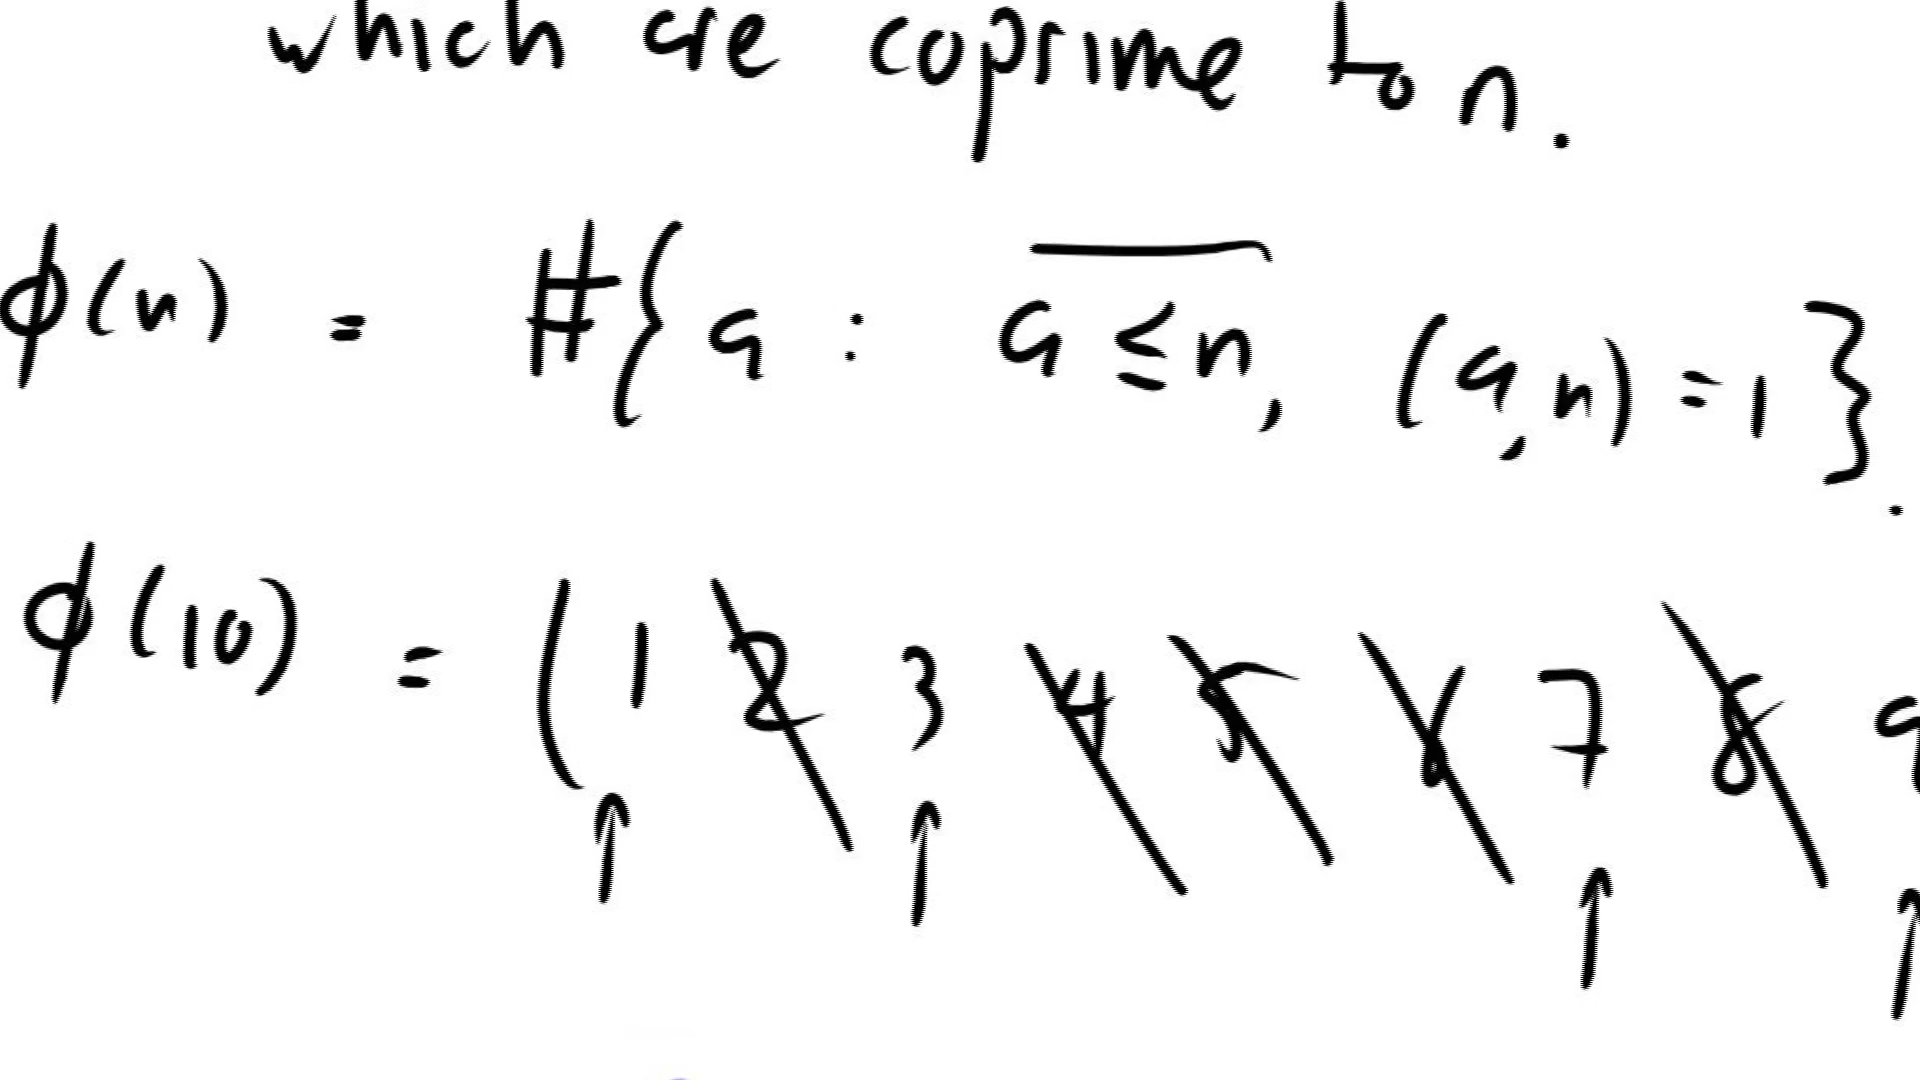 which are coprime to n.
ϕ(n) = #{a : a ≤ n, (a,n) = 1}.
ϕ(10) = (1 2 3 4 5 6 7 8 9